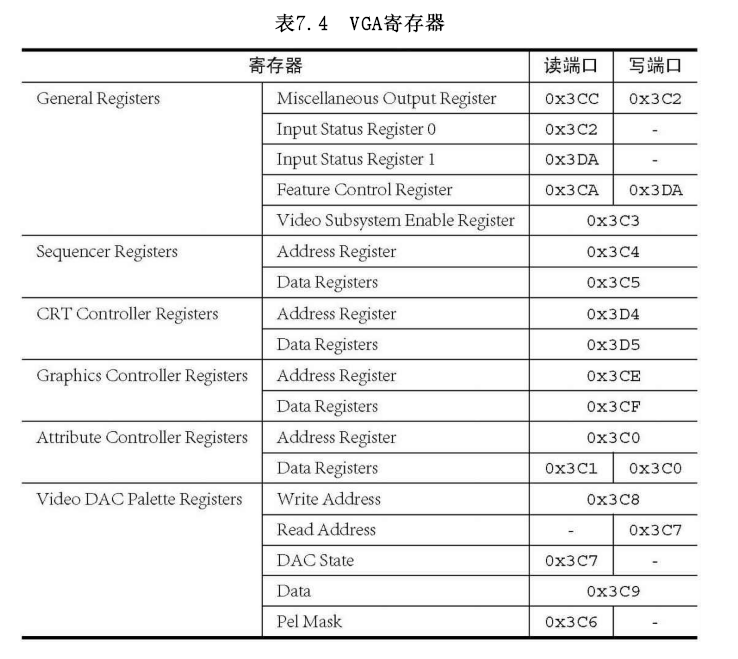 表7.4 VGA寄存器
寄存器 读端口 写端口
General Registers Miscellaneous Output Register 0x3CC 0x3C2
Input Status Register 0 0x3C2 -
Input Status Register 1 0x3DA -
Feature Control Register 0x3CA 0x3DA
Video Subsystem Enable Register 0x3C3
Sequencer Registers Address Register 0x3C4
Data Registers 0x3C5
CRT Controller Registers Address Register 0x3D4
Data Registers 0x3D5
Graphics Controller Registers Address Register 0x3CE
Data Registers 0x3CF
Attribute Controller Registers Address Register 0x3C0
Data Registers 0x3C1 0x3C0
Video DAC Palette Registers Write Address 0x3C8
Read Address - 0x3C7
DAC State 0x3C7 -
Data 0x3C9
Pel Mask 0x3C6 -